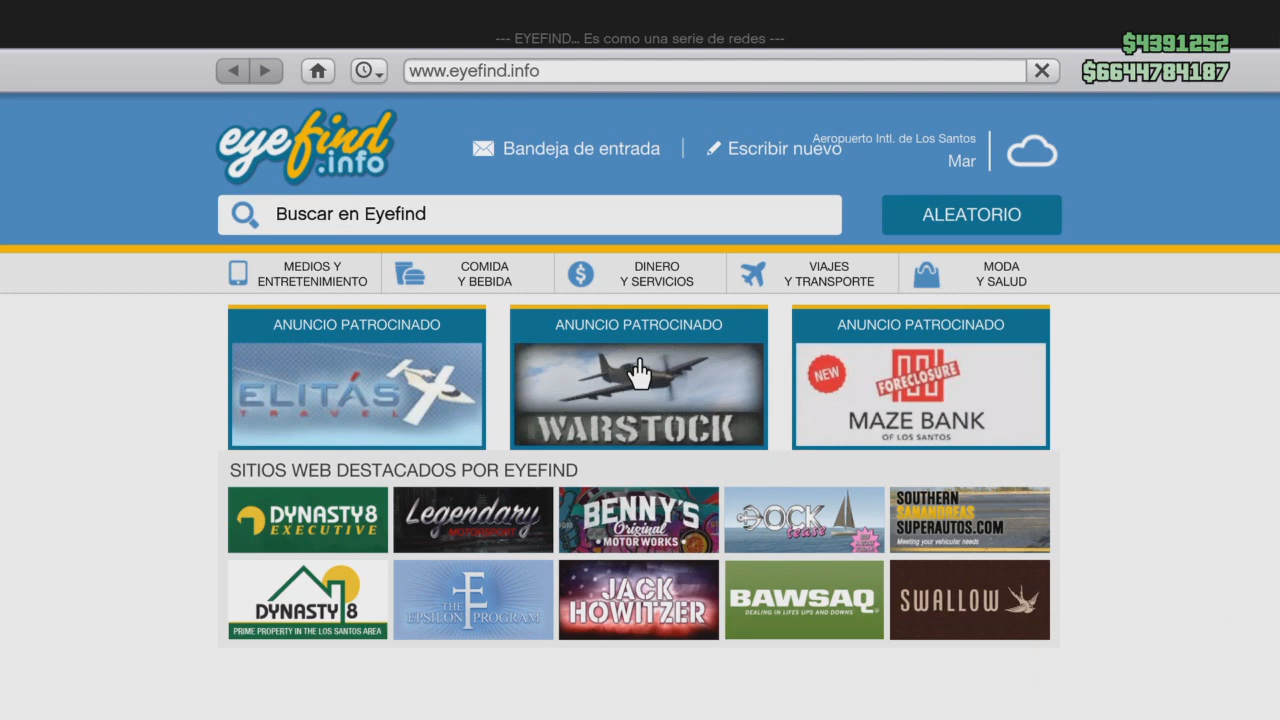 --- EYEFIND... Es como una serie de redes ---
$4391252
$6644784187
www.eyefind.info
eyefind
.info
Bandeja de entrada
Escribir nuevo
Aeropuerto Intl. de Los Santos
Mar
Buscar en Eyefind
ALEATORIO
MEDIOS Y
ENTRETENIMIENTO
COMIDA
Y BEBIDA
DINERO
Y SERVICIOS
VIAJES
Y TRANSPORTE
MODA
Y SALUD
ANUNCIO PATROCINADO
ELITÁS
TRAVEL
ANUNCIO PATROCINADO
WARSTOCK
ANUNCIO PATROCINADO
NEW
FORECLOSURE
MAZE BANK
OF LOS SANTOS
SITIOS WEB DESTACADOS POR EYEFIND
DYNASTY8
EXECUTIVE
Legendary
MOTORSPORT
BENNY'S
Original
MOTORWORKS
DOCK
tease
SOUTHERN
SANANDREAS
SUPERAUTOS.COM
Meeting your vehicular needs
DYNASTY 8
PRIME PROPERTY IN THE LOS SANTOS AREA
THE
EPSILON PROGRAM
JACK
HOWITZER
BAWSAQ
DEALING IN LIFE'S UPS AND DOWNS
SWALLOW